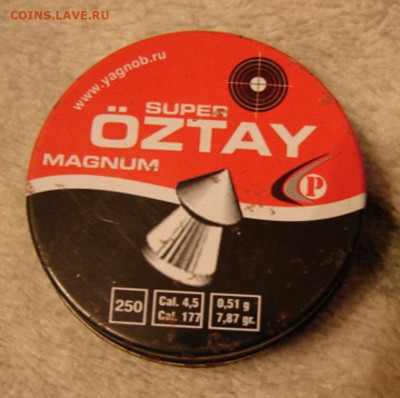 COINS.LAVE.RU
www.yagnob.ru
SUPER
ÖZTAY
MAGNUM
P
250
Cal. 4,5
Cal. 177
0,51 g
7,87 gr.